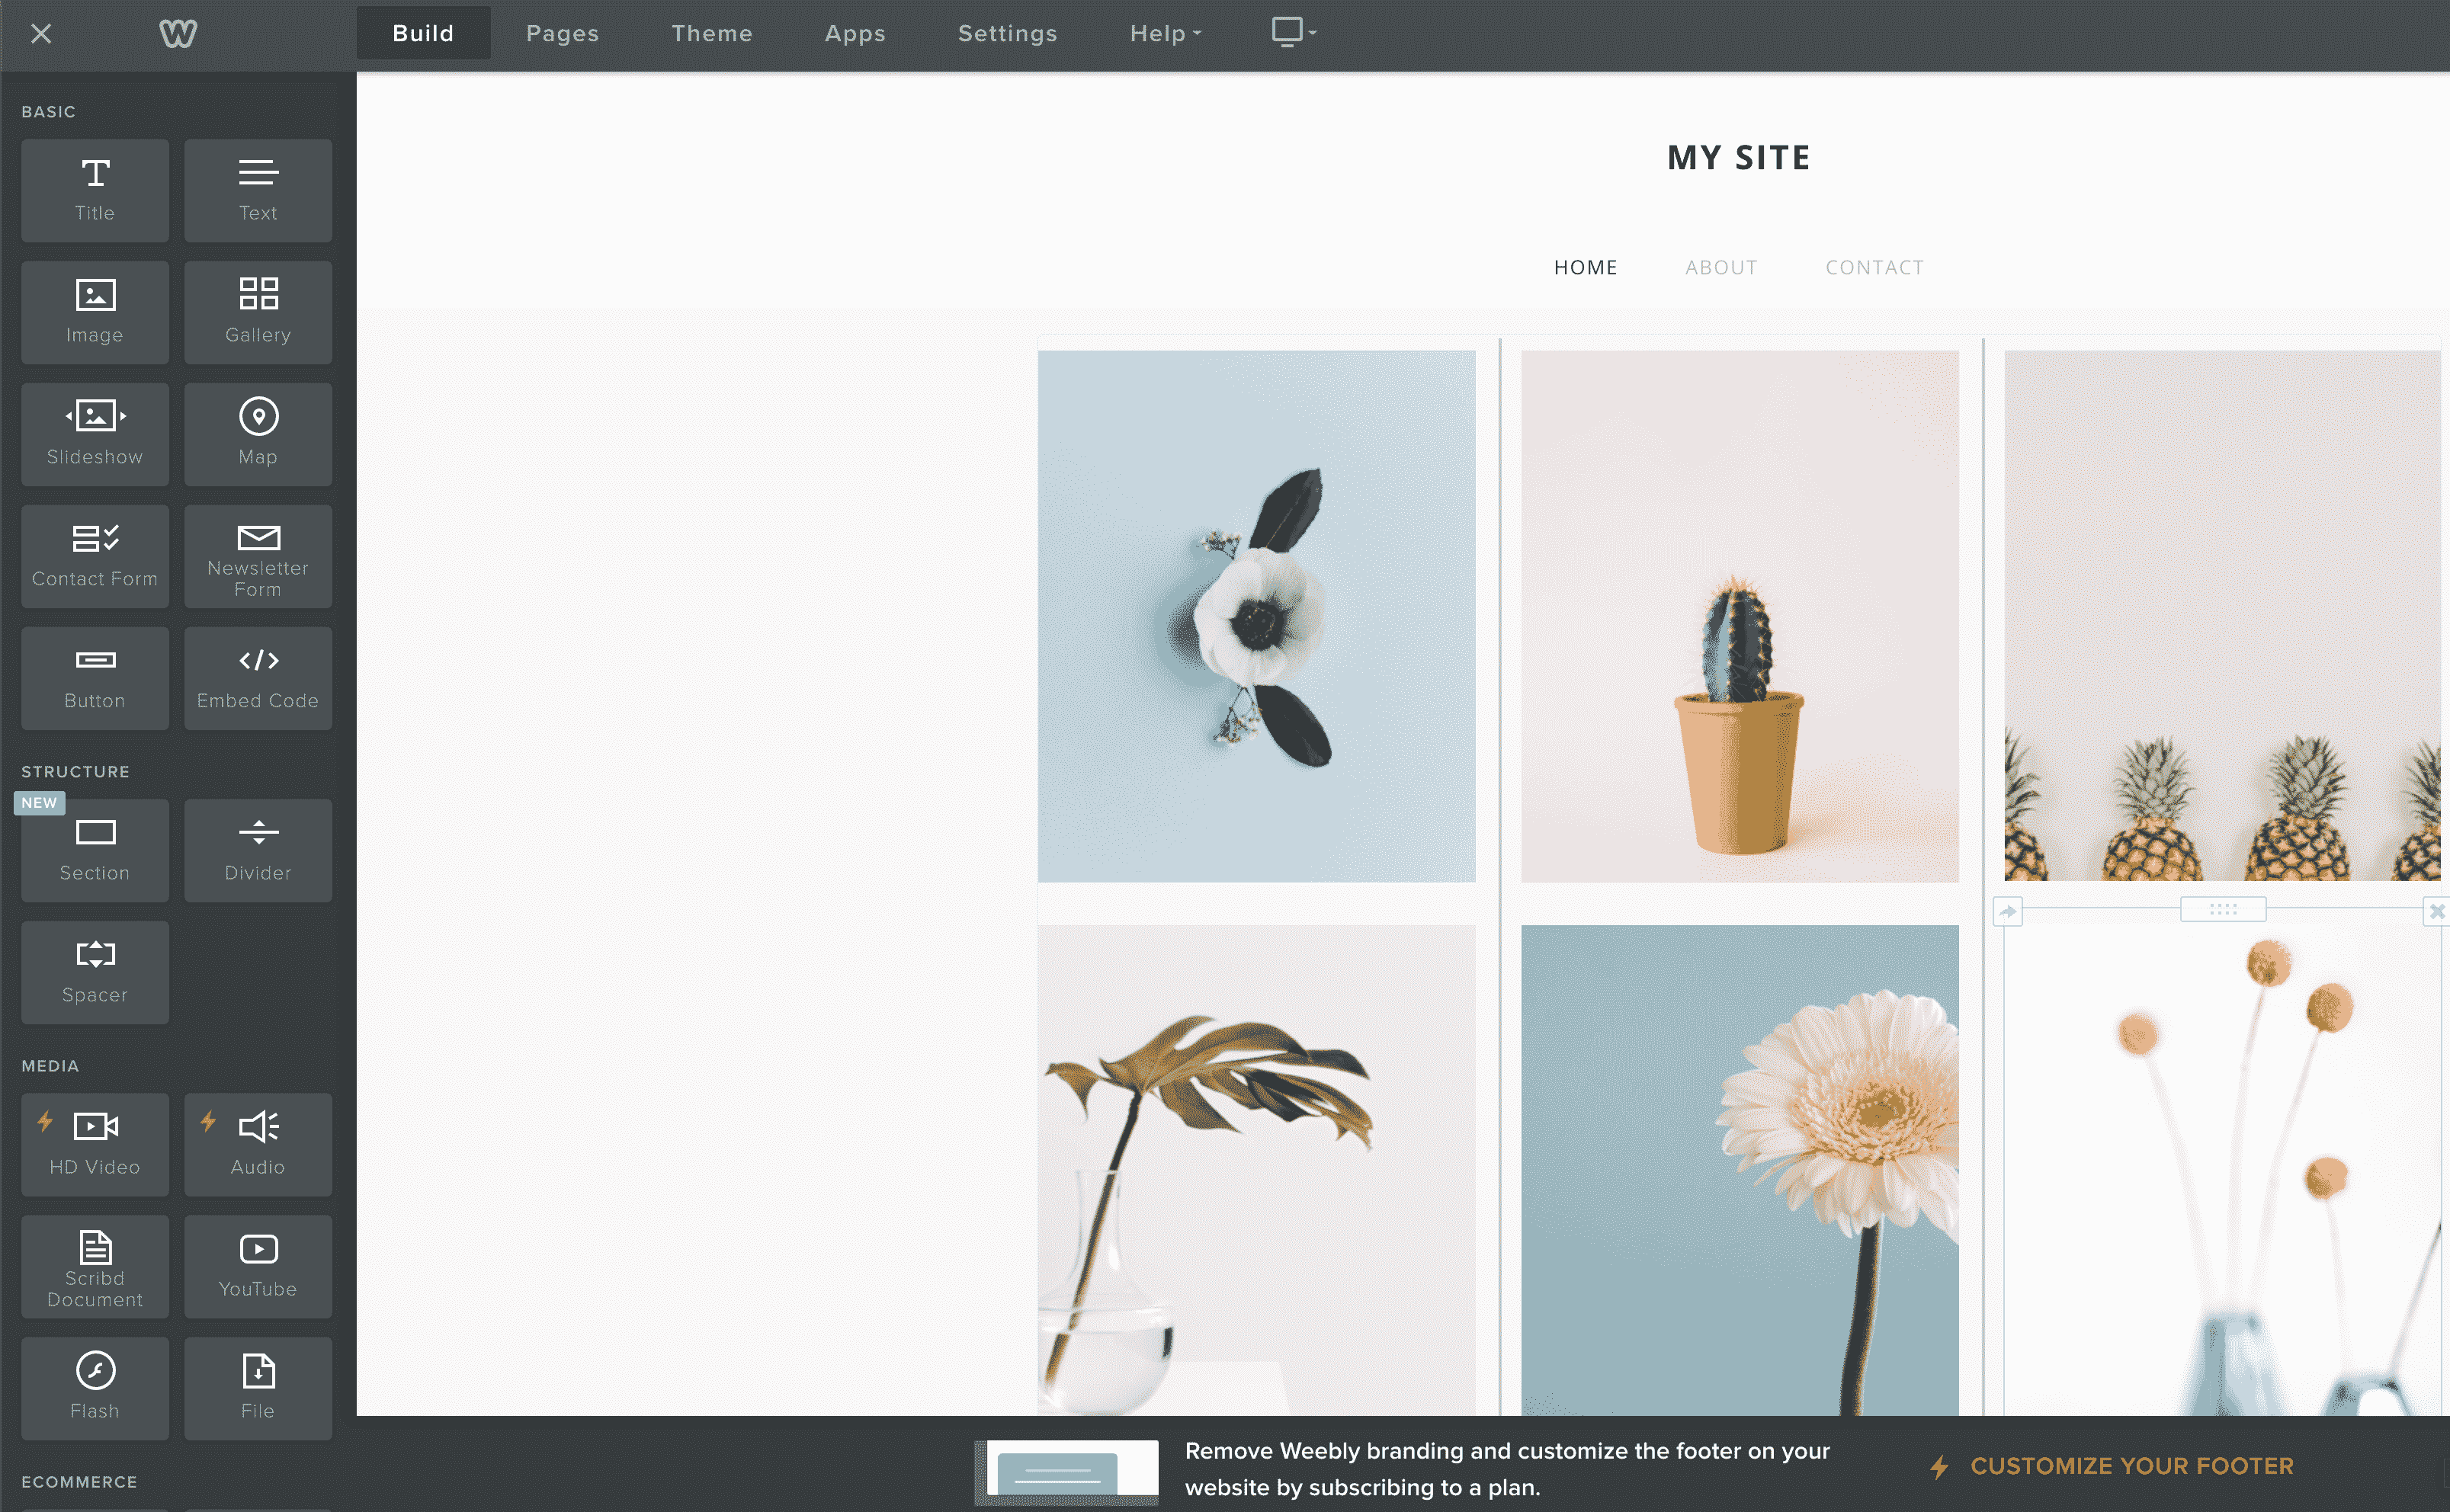 Build Pages Theme Apps Settings Help
BASIC
Title Text
Image Gallery
Slideshow Map
Contact Form Newsletter
Form
Button Embed Code
STRUCTURE
NEW
Section Divider
Spacer
MEDIA
HD Video Audio
Scribd
Document YouTube
Flash File
ECOMMERCE
MY SITE
HOME ABOUT CONTACT
Remove Weebly branding and customize the footer on your
website by subscribing to a plan.
CUSTOMIZE YOUR FOOTER